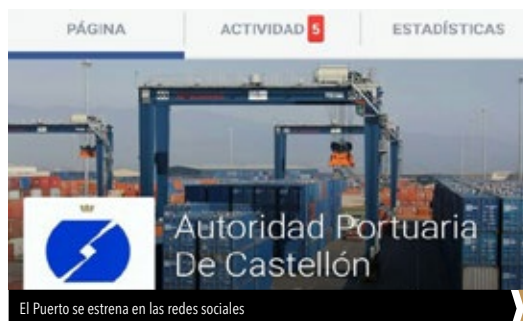 PÁGINA
ACTIVIDAD 5
ESTADÍSTICAS
Autoridad Portuaria
De Castellón
El Puerto se estrena en las redes sociales